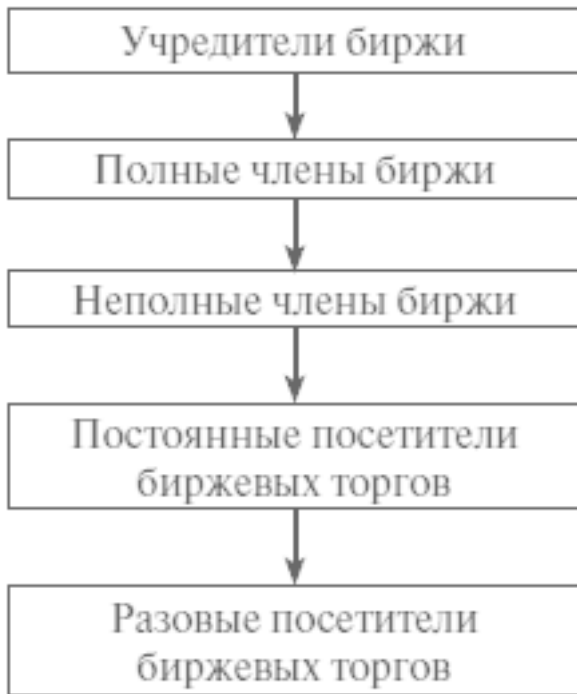 Учредители биржи
Полные члены биржи
Неполные члены биржи
Постоянные посетители
биржевых торгов
Разовые посетители
биржевых торгов